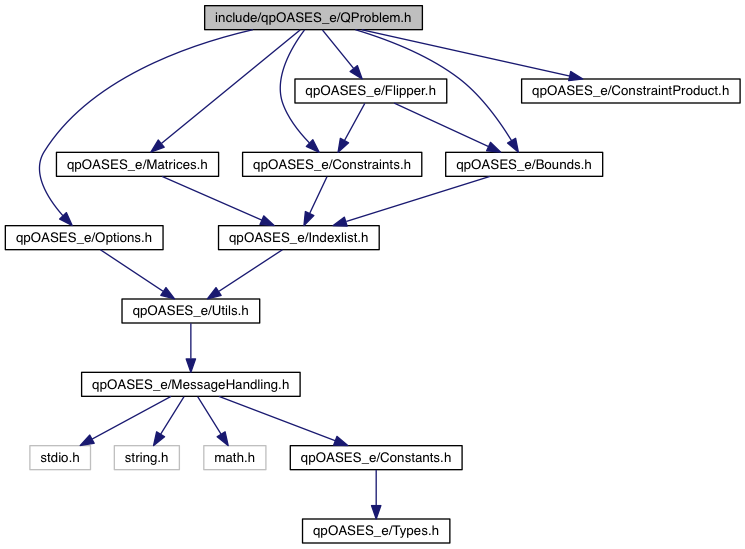 include/qpOASES_e/QProblem.h
qpOASES_e/Flipper.h
qpOASES_e/ConstraintProduct.h
qpOASES_e/Matrices.h
qpOASES_e/Constraints.h
qpOASES_e/Bounds.h
qpOASES_e/Options.h
qpOASES_e/Indexlist.h
qpOASES_e/Utils.h
qpOASES_e/MessageHandling.h
stdio.h
string.h
math.h
qpOASES_e/Constants.h
qpOASES_e/Types.h